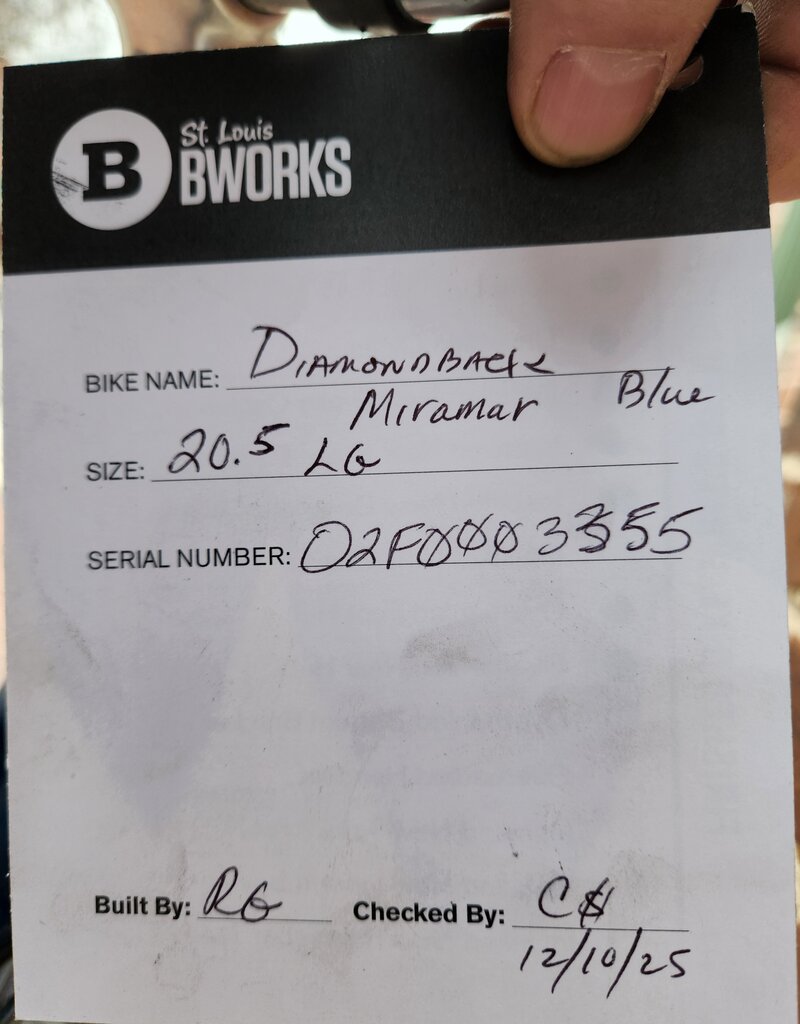 B St. Louis
BWORKS
BIKE NAME: DIAMONDBACK
Miramar Blue
SIZE: 20.5 LG
SERIAL NUMBER:
Built By: RG Checked By:
12/10/25